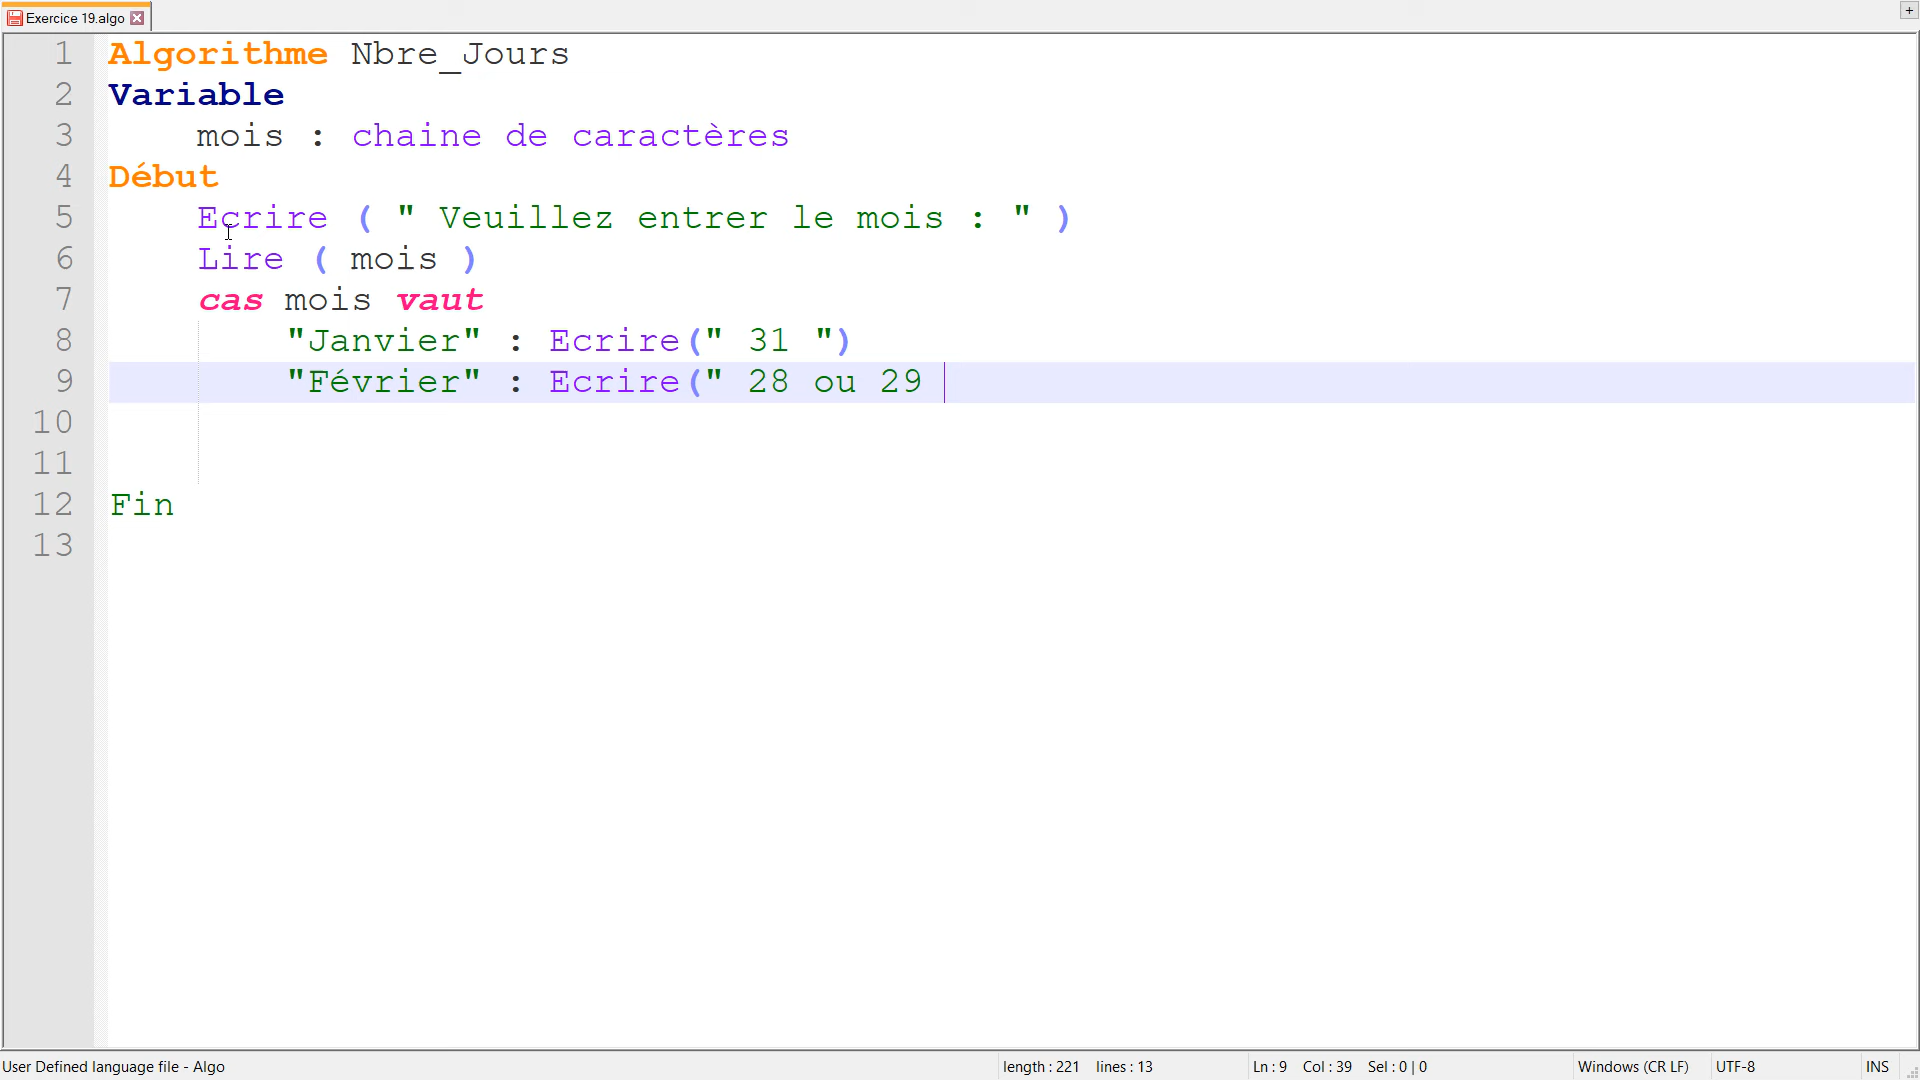 Exercice 19.algo
+
1 Algorithme Nbre_Jours
2 Variable
3 mois : chaine de caractères
4 Début
5 Ecrire ( " Veuillez entrer le mois : " )
6 Lire ( mois )
7 cas mois vaut
8 "Janvier" : Ecrire(" 31 ")
9 "Février" : Ecrire(" 28 ou 29
10
11
12 Fin
13
User Defined language file - Algo length : 221 lines : 13 Ln : 9 Col : 39 Sel : 0 | 0 Windows (CR LF) UTF-8 INS